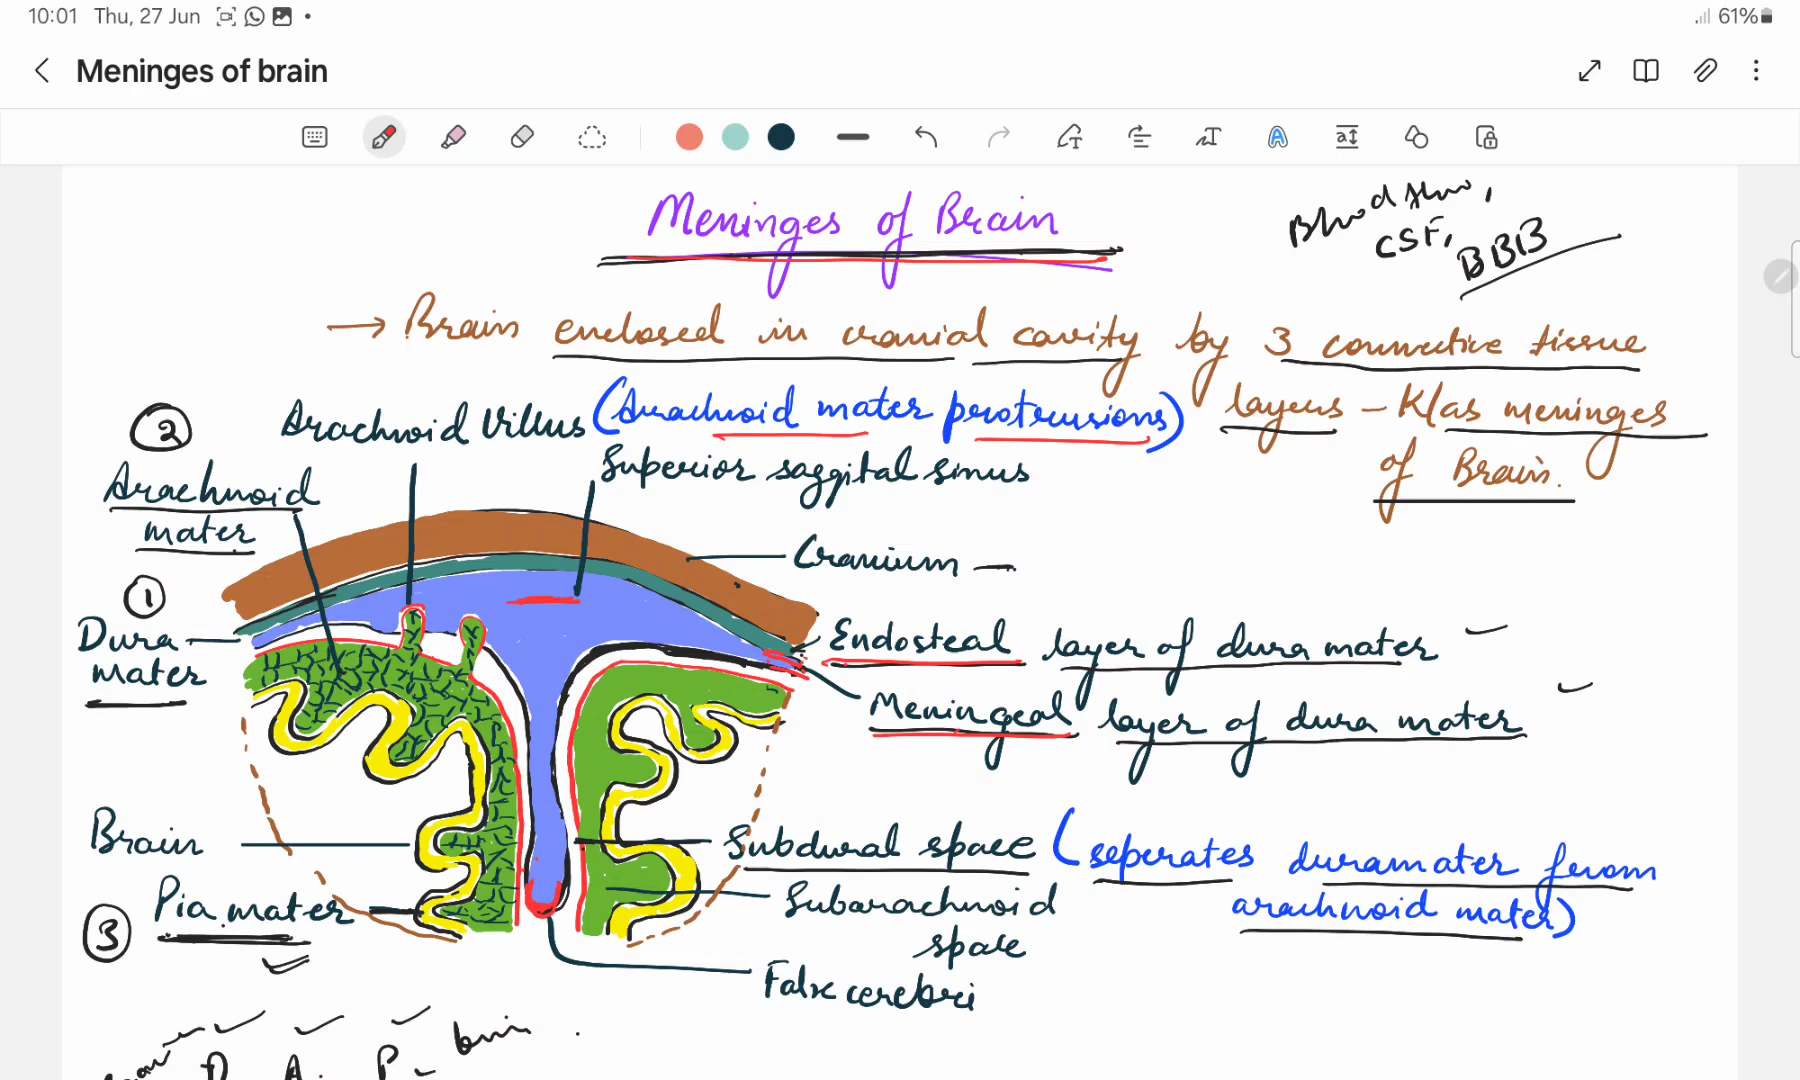 10:01 Thu, 27 Jun
61%
Meninges of brain
Meninges of Brain
CSF,
BBB
→ Brain enclosed in cranial cavity by 3 connective tissue
layers - K/as meninges
of Brain.
2
Arachnoid Villus (Arachnoid mater protrusions)
Superior saggital sinus
Arachnoid
mater
Cranium
1
Dura
mater
Endosteal layer of dura mater
Meningeal layer of dura mater
Brain
Subdural space (seperates duramater from
arachnoid mater)
Pia mater
3
Subarachnoid
space
Falx cerebri
D A. P brain